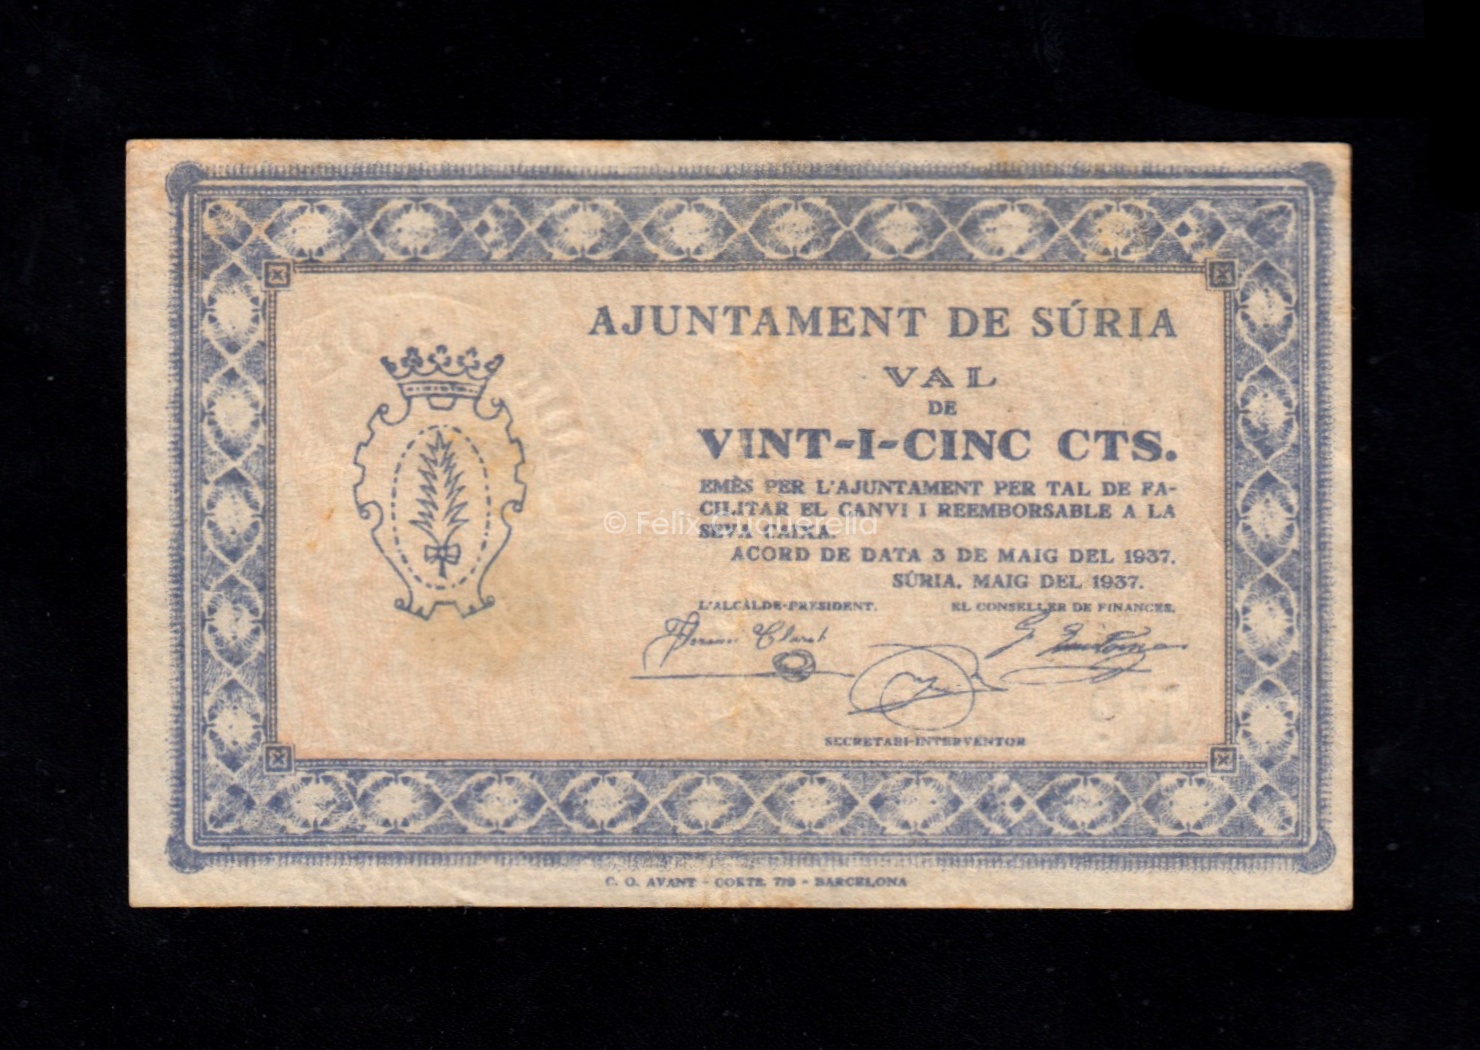 AJUNTAMENT DE SÚRIA
VAL
DE
VINT-I-CINC CTS.
EMÈS PER L'AJUNTAMENT PER TAL DE FA-
CILITAR EL CANVI I REEMBORSABLE A LA
SEVA CAIXA.
ACORD DE DATA 3 DE MAIG DEL 1937.
SÚRIA, MAIG DEL 1937.
L'ALCALDE-PRESIDENT, EL CONSELLER DE FINANCES,
SECRETARI-INTERVENTOR
C. O. AVANT - CORTS, 719 - BARCELONA